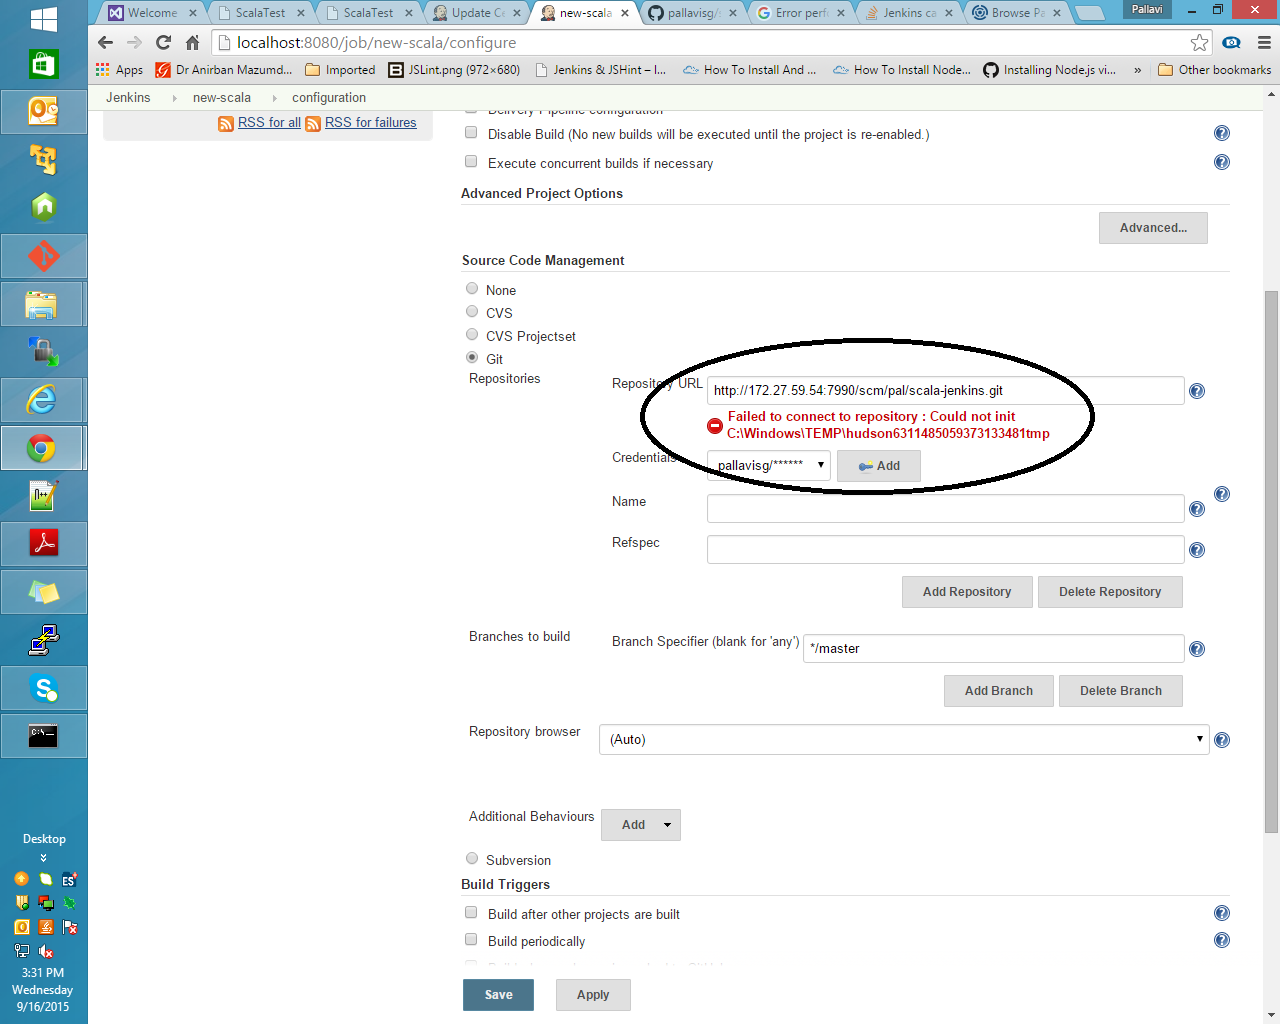 Welcome
ScalaTest
ScalaTest
Update Ce
new-scala
pallavisg/s
Error perf
Jenkins ca
Browse Pa
Pallavi
localhost:8080/job/new-scala/configure
Apps
Dr Anirban Mazumd...
Imported
JSLint.png (972×680)
Jenkins & JSHint – I...
How To Install And ...
How To Install Node...
Installing Node.js vi...
»
Other bookmarks
Jenkins
new-scala
configuration
RSS for all
RSS for failures
Delivery Pipeline configuration
Disable Build (No new builds will be executed until the project is re-enabled.)
Execute concurrent builds if necessary
Advanced Project Options
Advanced...
Source Code Management
None
CVS
CVS Projectset
Git
Repositories
Repository URL
http://172.27.59.54:7990/scm/pal/scala-jenkins.git
Failed to connect to repository : Could not init
C:\Windows\TEMP\hudson6311485059373133481tmp
Credentials
pallavisg/******
Add
Name
Refspec
Add Repository
Delete Repository
Branches to build
Branch Specifier (blank for 'any')
*/master
Add Branch
Delete Branch
Repository browser
(Auto)
Additional Behaviours
Add
Subversion
Build Triggers
Build after other projects are built
Build periodically
Save
Apply
Desktop
3:31 PM
Wednesday
9/16/2015